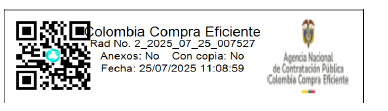 Colombia Compra Eficiente
Rad No. 2_2025_07_25_007527
Anexos: No Con copia: No
Fecha: 25/07/2025 11:08:59
Agencia Nacional
de Contratación Pública
Colombia Compra Eficiente